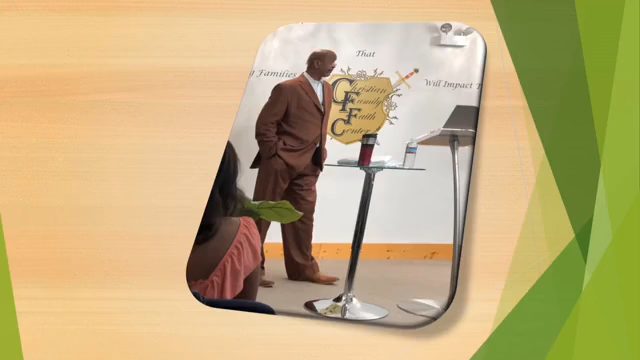 That
Families
Will Impact
Christian
Family
Faith
Center